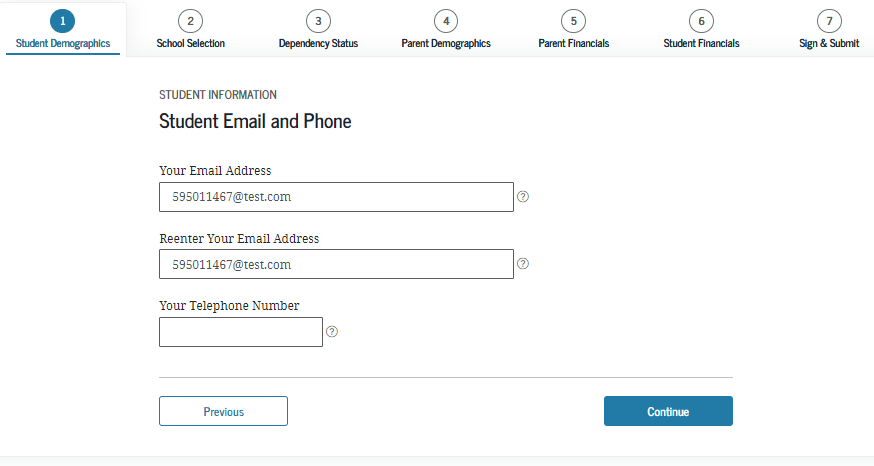 1 2 3 4 5 6 7
Student Demographics School Selection Dependency Status Parent Demographics Parent Financials Student Financials Sign & Submit
STUDENT INFORMATION
Student Email and Phone
Your Email Address
595011467@test.com ?
Reenter Your Email Address
595011467@test.com ?
Your Telephone Number
?
Previous Continue